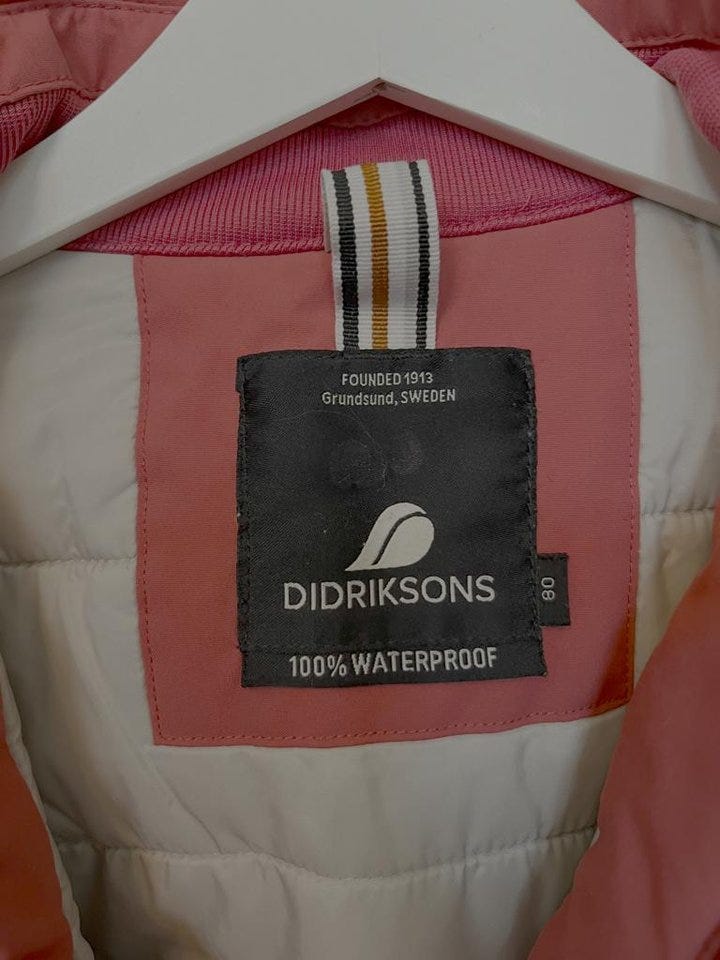 FOUNDED 1913
Grundsund, SWEDEN
DIDRIKSONS
80
100% WATERPROOF